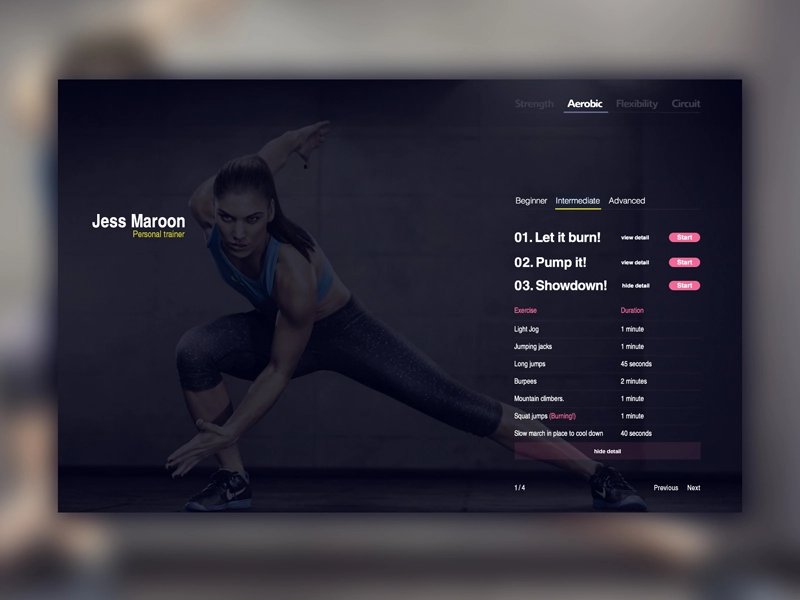 Strength Aerobic Flexibility Circuit
Jess Maroon
Personal trainer
Beginner Intermediate Advanced
01. Let it burn! view detail Start
02. Pump it! view detail Start
03. Showdown! hide detail Start
Exercise Duration
Light Jog 1 minute
Jumping jacks 1 minute
Long jumps 45 seconds
Burpees 2 minutes
Mountain climbers. 1 minute
Squat jumps (Burning!) 1 minute
Slow march in place to cool down 40 seconds
hide detail
1/4 Previous Next